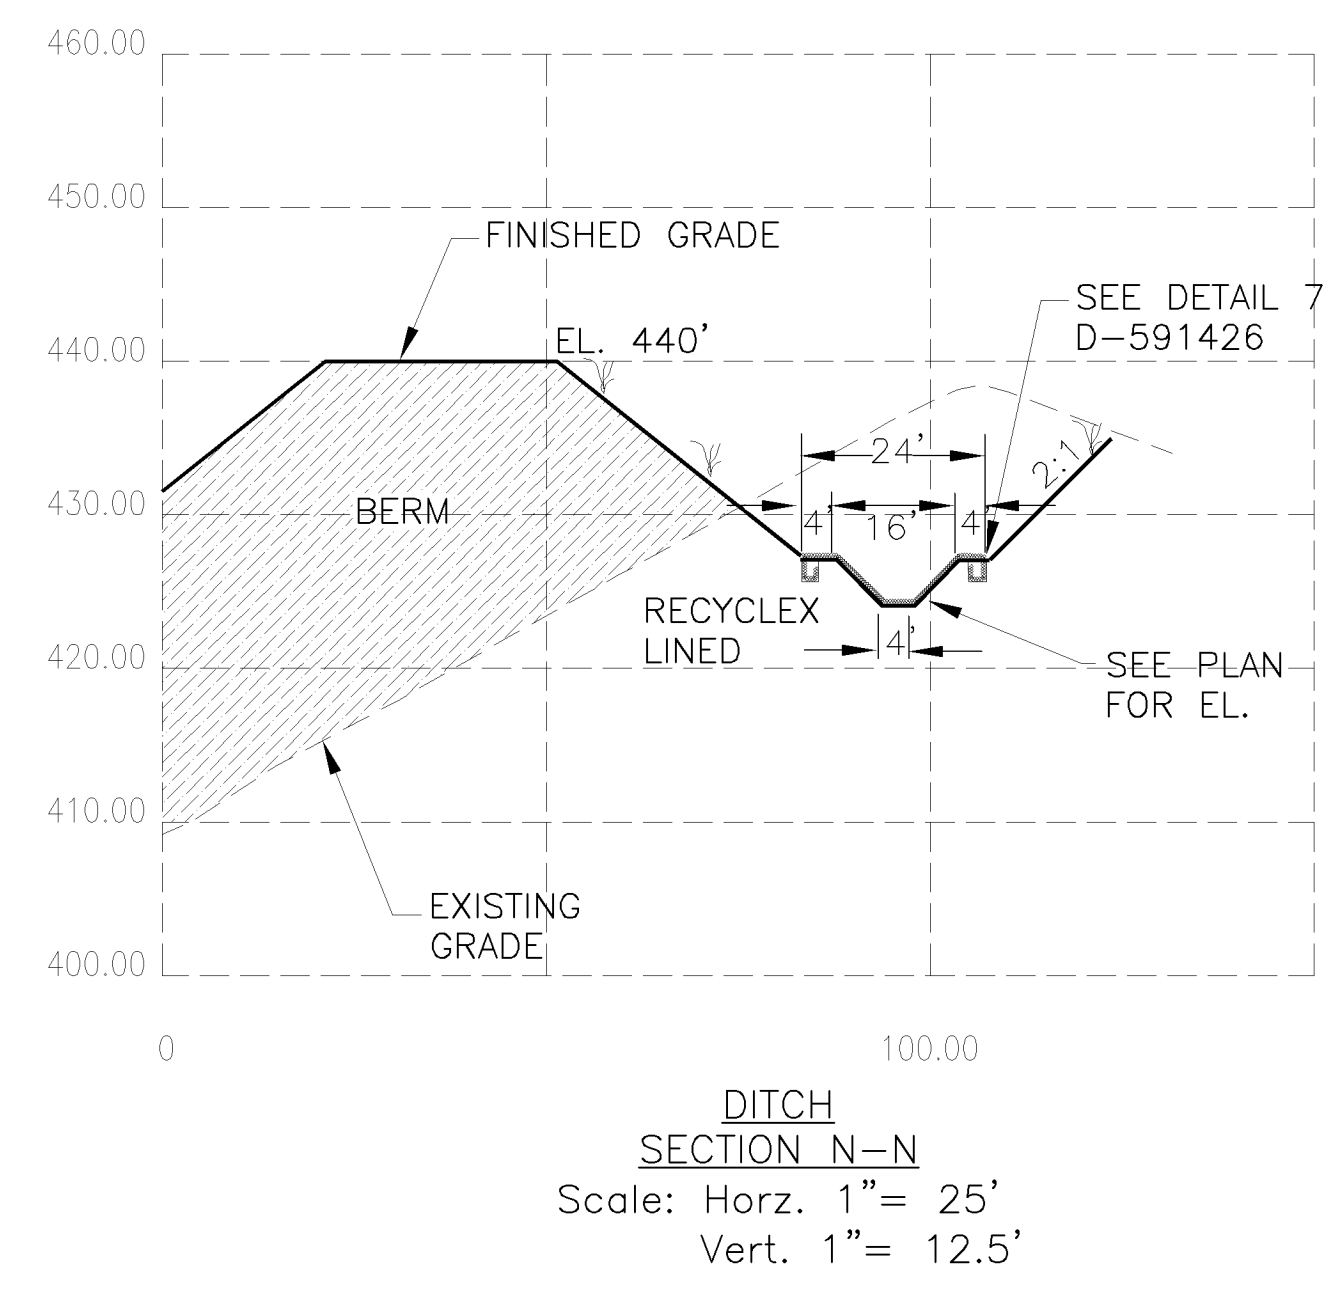 460.00
450.00
FINISHED GRADE
SEE DETAIL 7
D-591426
EL. 440'
440.00
24'
2:1
430.00
BERM
4'
16'
4'
RECYCLEX
LINED
4'
420.00
SEE PLAN
FOR EL.
410.00
EXISTING
GRADE
400.00
0
100.00
DITCH
SECTION N-N
Scale: Horz. 1"= 25'
Vert. 1"= 12.5'